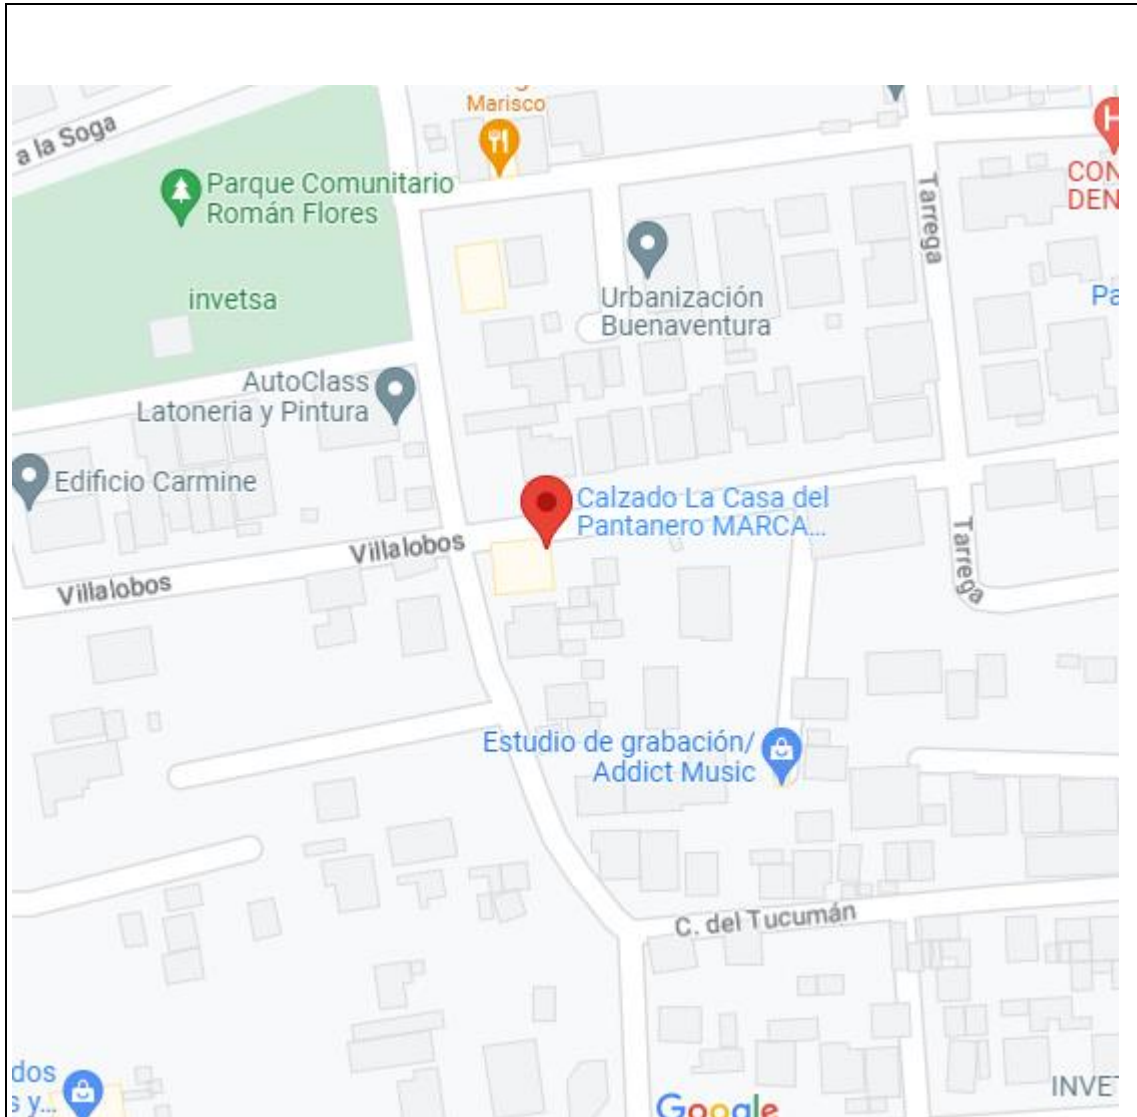 Marisco
a la Soga
Parque Comunitario
Román Flores
Tarrega
CON
DEN
invetsa
Urbanización
Buenaventura
Pa
AutoClass
Latoneria y Pintura
Edificio Carmine
Calzado La Casa del
Pantanero MARCA...
Villalobos
Villalobos
Tarrega
Estudio de grabación/
Addict Music
C. del Tucumán
dos
s y...
INVET
Google